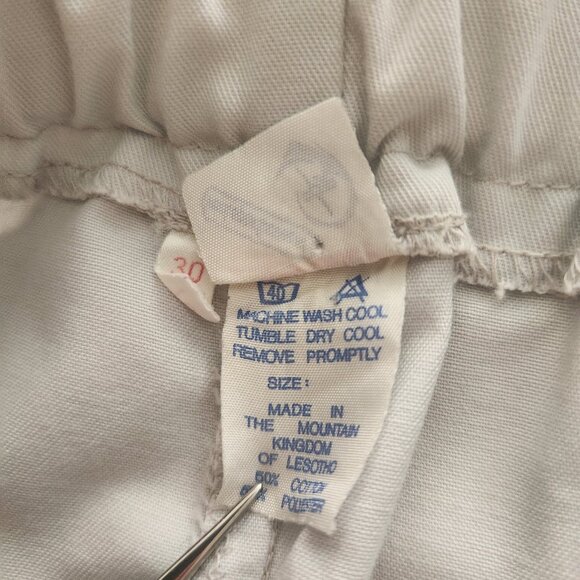 30
40
MACHINE WASH COOL
TUMBLE DRY COOL
REMOVE PROMPTLY
SIZE:
MADE IN
THE MOUNTAIN
KINGDOM
OF LESOTHO
50% COTTON
POLYESTER